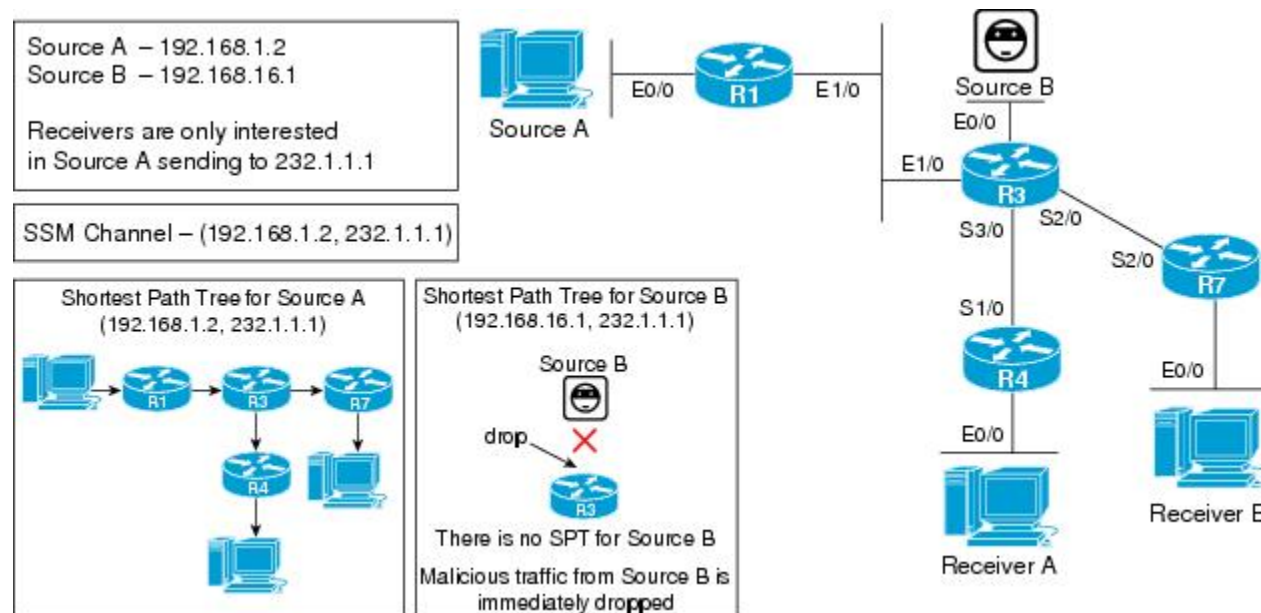 Source A – 192.168.1.2
Source B – 192.168.16.1
Receivers are only interested
in Source A sending to 232.1.1.1
SSM Channel – (192.168.1.2, 232.1.1.1)
Shortest Path Tree for Source A
(192.168.1.2, 232.1.1.1)
R1
R3
R7
R4
Shortest Path Tree for Source B
(192.168.16.1, 232.1.1.1)
Source B
drop
R3
There is no SPT for Source B
Malicious traffic from Source B is
immediately dropped
Source A
E0/0
R1
E1/0
Source B
E0/0
E1/0
R3
S3/0
S2/0
S2/0
R7
S1/0
R4
E0/0
E0/0
Receiver A
Receiver B